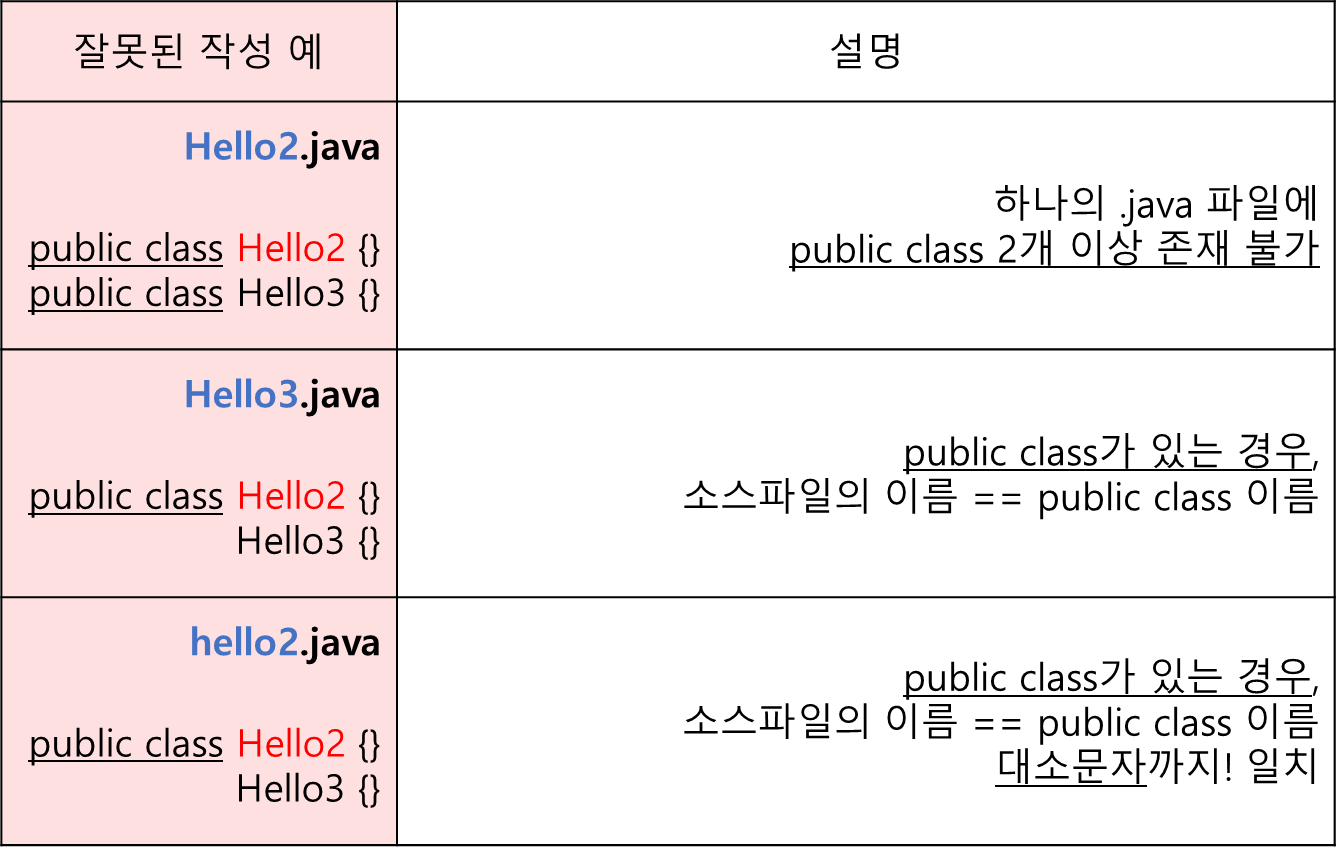 잘못된 작성 예
설명
Hello2.java
public class Hello2 {}
public class Hello3 {}
하나의 .java 파일에
public class 2개 이상 존재 불가
Hello3.java
public class Hello2 {}
Hello3 {}
public class가 있는 경우,
소스파일의 이름 == public class 이름
hello2.java
public class Hello2 {}
Hello3 {}
public class가 있는 경우,
소스파일의 이름 == public class 이름
대소문자까지! 일치